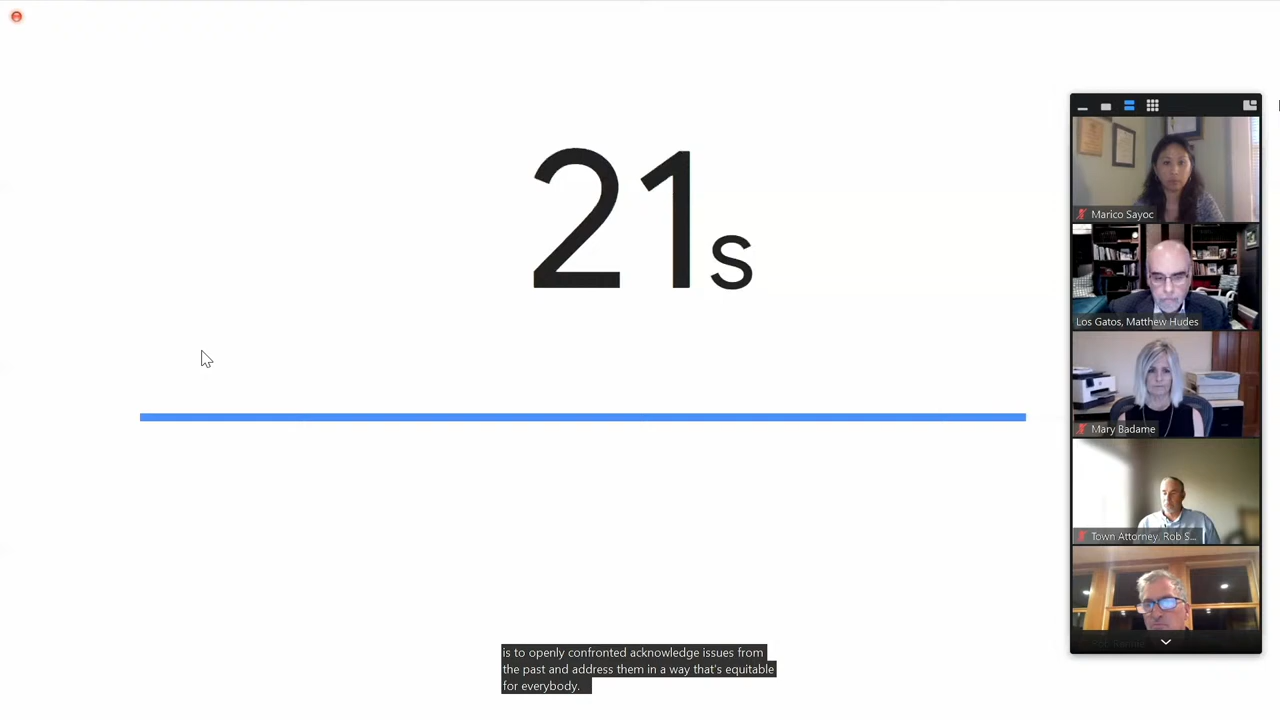 21s
Marico Sayoc
Los Gatos, Matthew Hudes
Mary Badame
Town Attorney, Rob S...
is to openly confronted acknowledge issues from
the past and address them in a way that's equitable
for everybody.